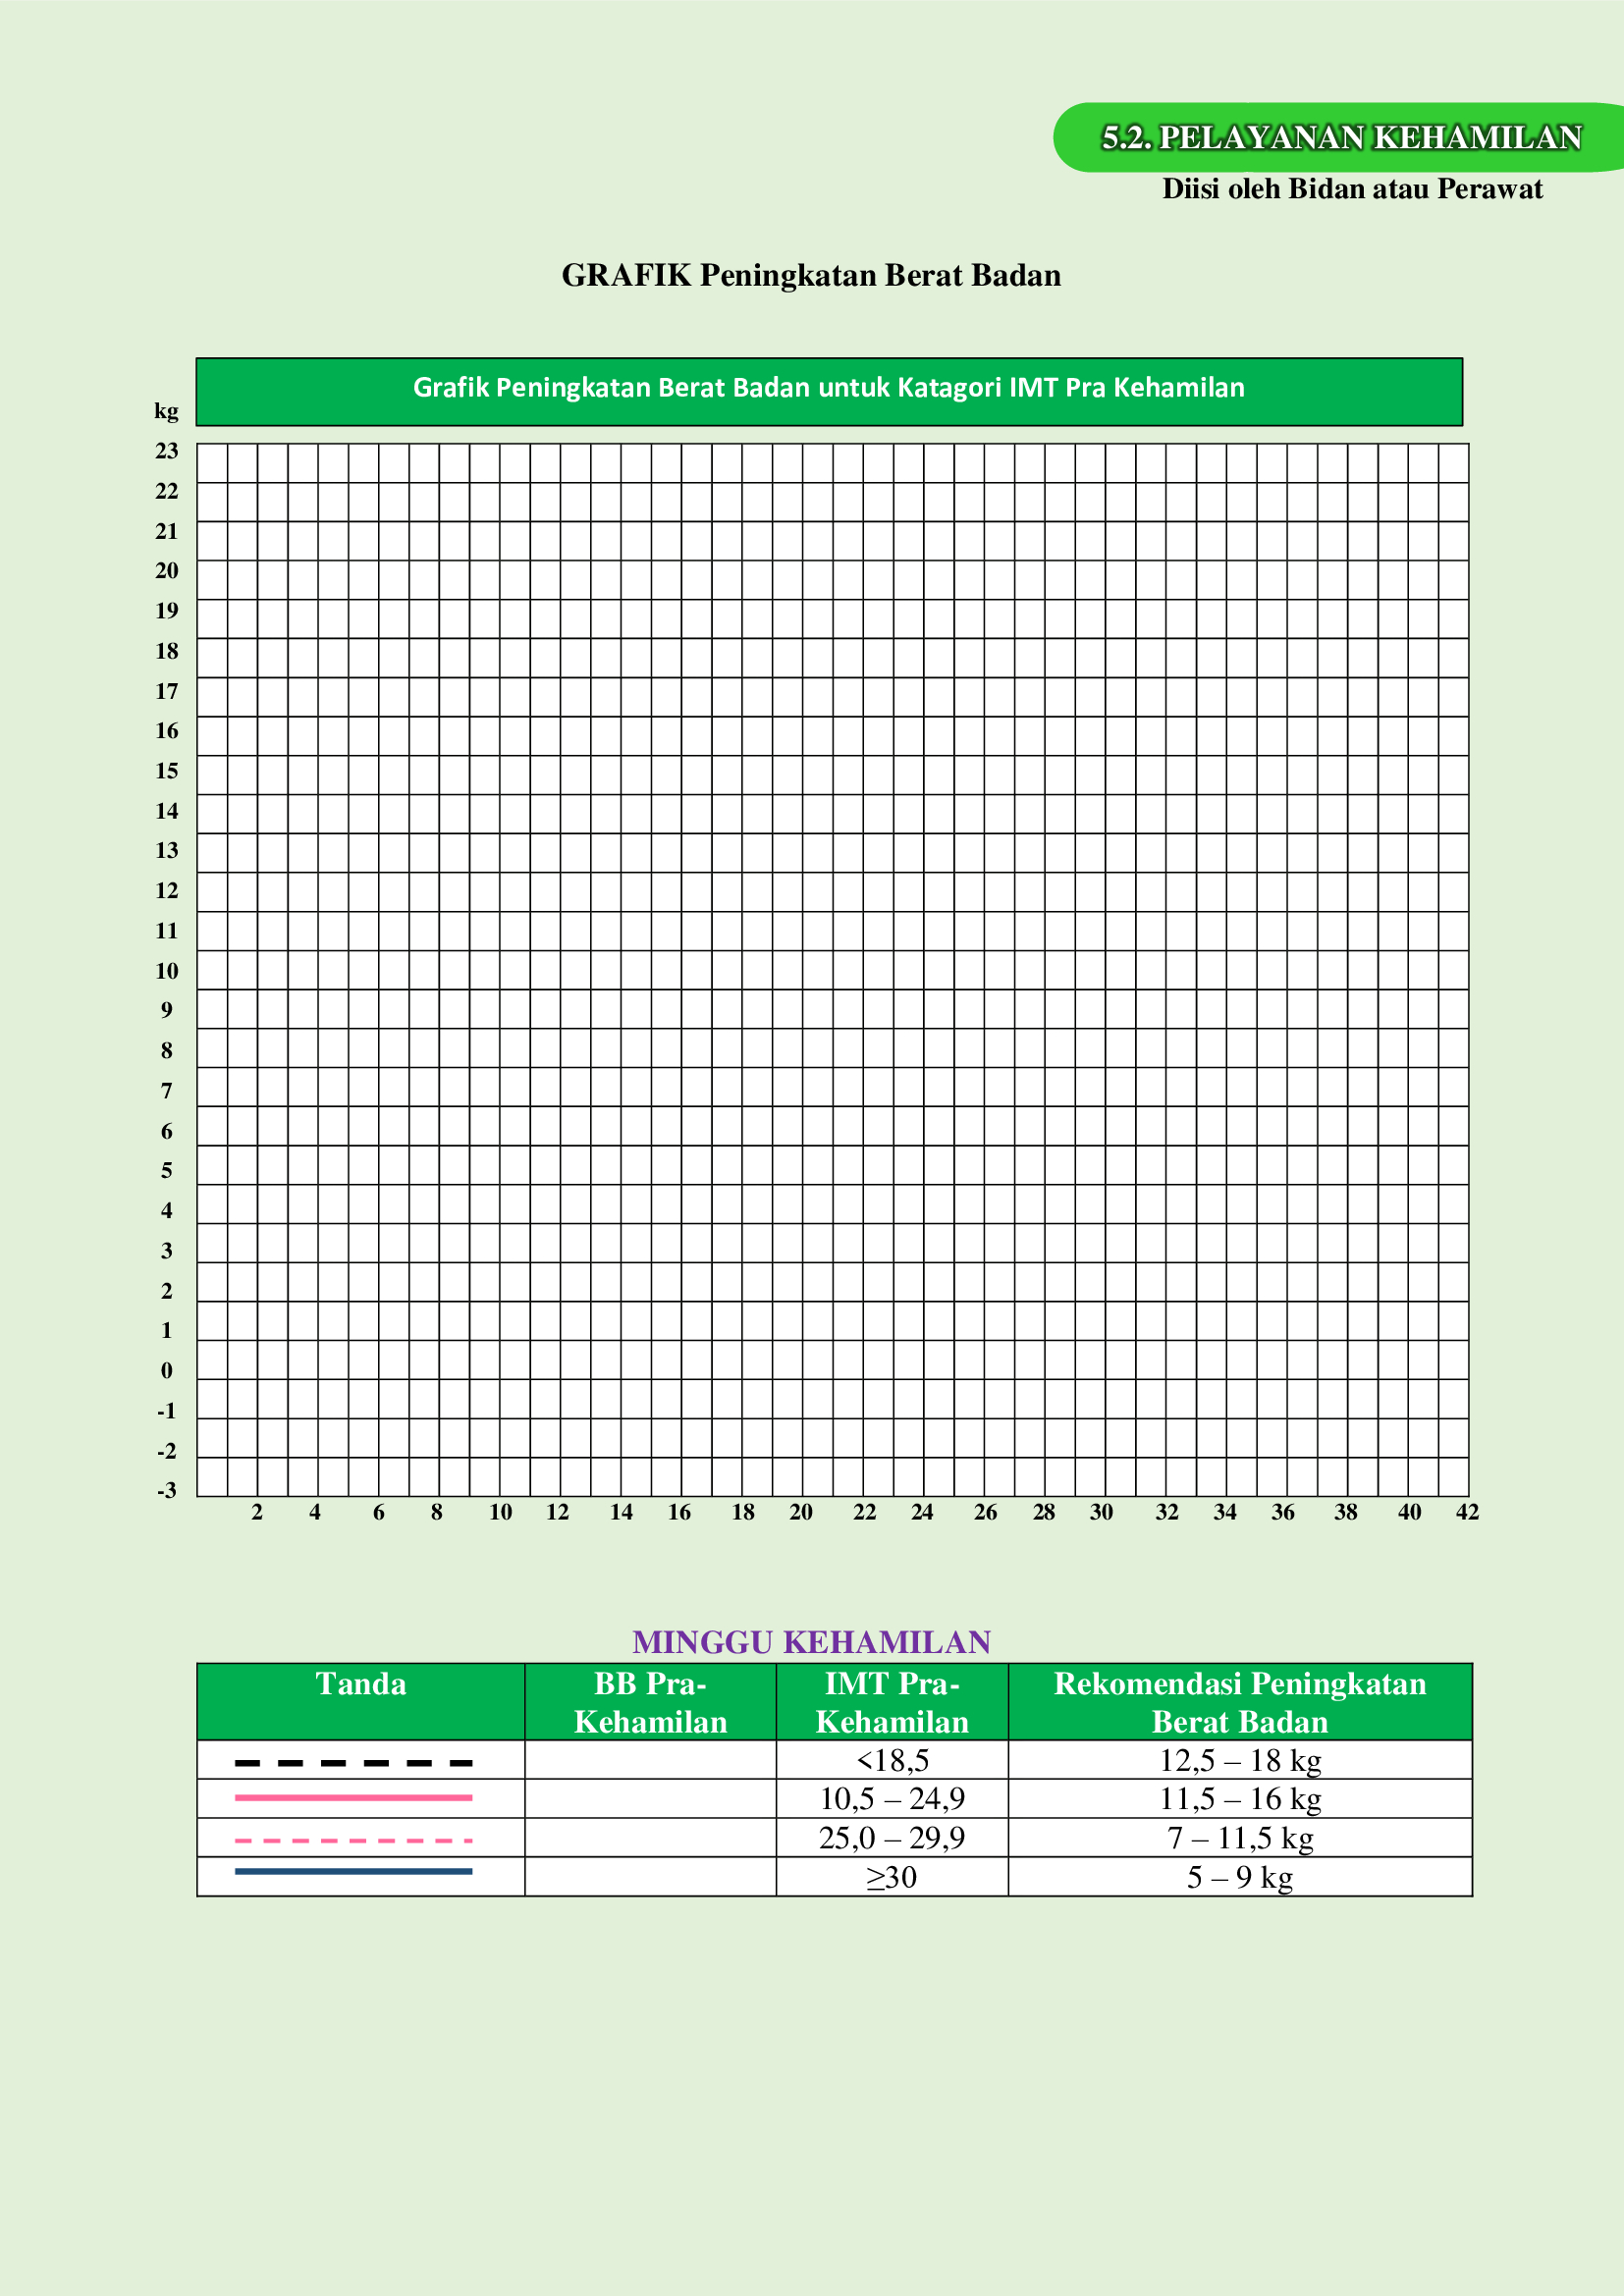 5.2. PELAYANAN KEHAMILAN
Diisi oleh Bidan atau Perawat
GRAFIK Peningkatan Berat Badan
Grafik Peningkatan Berat Badan untuk Katagori IMT Pra Kehamilan
kg
23
22
21
20
19
18
17
16
15
14
13
12
11
10
9
8
7
6
5
4
3
2
1
0
-1
-2
-3
2 4 6 8 10 12 14 16 18 20 22 24 26 28 30 32 34 36 38 40 42
MINGGU KEHAMILAN
Tanda BB Pra-Kehamilan IMT Pra-Kehamilan Rekomendasi Peningkatan Berat Badan
<18,5 12,5 – 18 kg
10,5 – 24,9 11,5 – 16 kg
25,0 – 29,9 7 – 11,5 kg
≥30 5 – 9 kg